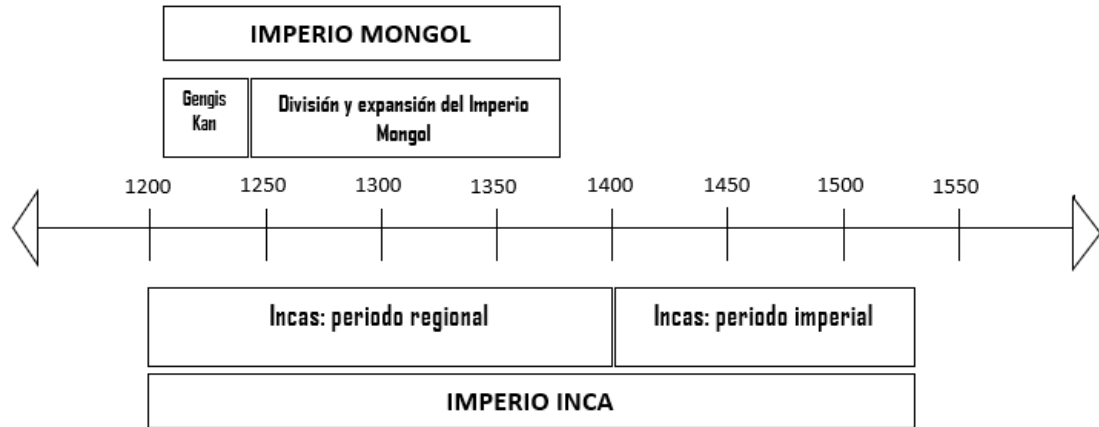 IMPERIO MONGOL
Gengis
Kan
División y expansión del Imperio
Mongol
1200 1250 1300 1350 1400 1450 1500 1550
Incas: periodo regional
Incas: periodo imperial
IMPERIO INCA